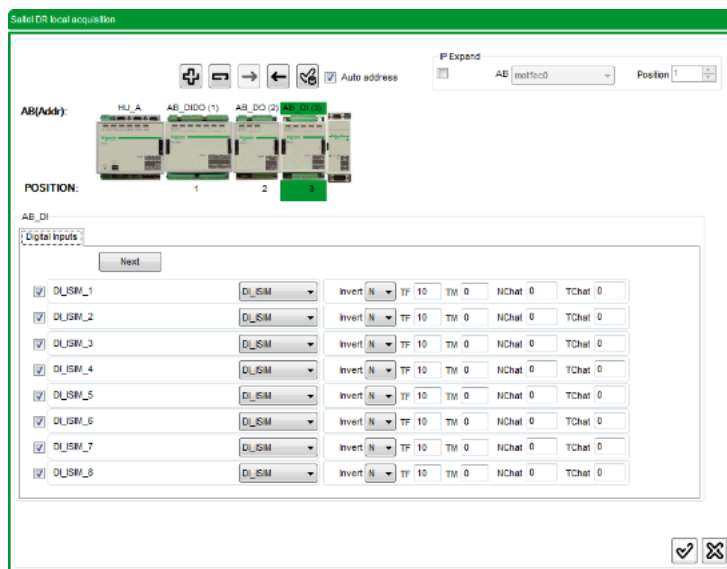 Saitel DR local acquisition
IP Expand
Auto address
AB motfec0
Position 1
AB(Addr):
HU_A
AB_DIDO (1)
AB_DO (2)
AB_DI (3)
POSITION:
1
2
3
AB_DI
Digital Inputs
Next
DI_ISIM_1 DI_ISIM Invert N TF 10 TM 0 NChat 0 TChat 0
DI_ISIM_2 DI_ISIM Invert N TF 10 TM 0 NChat 0 TChat 0
DI_ISIM_3 DI_ISIM Invert N TF 10 TM 0 NChat 0 TChat 0
DI_ISIM_4 DI_ISIM Invert N TF 10 TM 0 NChat 0 TChat 0
DI_ISIM_5 DI_ISIM Invert N TF 10 TM 0 NChat 0 TChat 0
DI_ISIM_6 DI_ISIM Invert N TF 10 TM 0 NChat 0 TChat 0
DI_ISIM_7 DI_ISIM Invert N TF 10 TM 0 NChat 0 TChat 0
DI_ISIM_8 DI_ISIM Invert N TF 10 TM 0 NChat 0 TChat 0